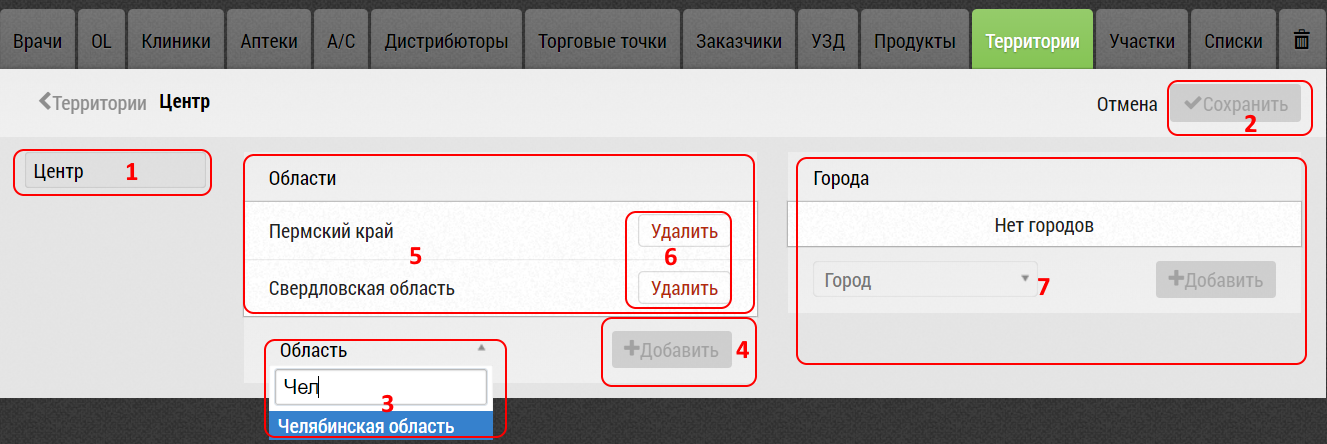 Врачи OL Клиники Аптеки А/С Дистрибюторы Торговые точки Заказчики УЗД Продукты Территории Участки Списки
Территории Центр Отмена Сохранить
2
Центр 1
Области
Пермский край Удалить
5 6
Свердловская область Удалить
Область Добавить 4
Чел
3
Челябинская область
Города
Нет городов
Город 7 Добавить